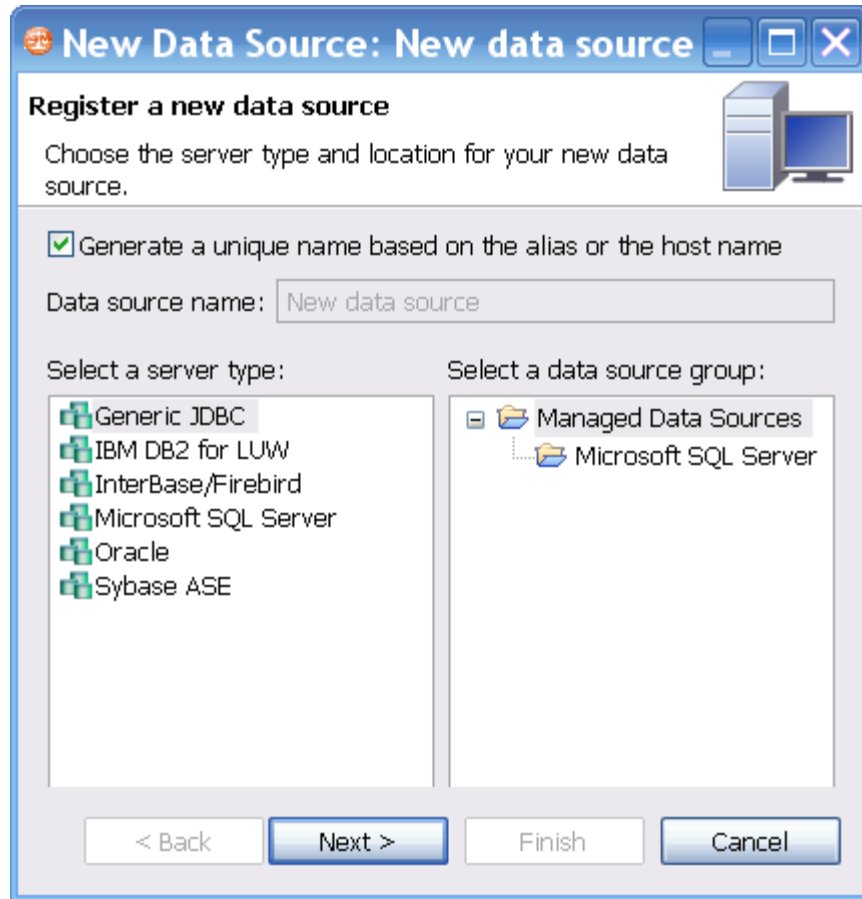 New Data Source: New data source
Register a new data source
Choose the server type and location for your new data
source.
Generate a unique name based on the alias or the host name
Data source name: New data source
Select a server type:
Generic JDBC
IBM DB2 for LUW
InterBase/Firebird
Microsoft SQL Server
Oracle
Sybase ASE
Select a data source group:
Managed Data Sources
Microsoft SQL Server
< Back
Next >
Finish
Cancel